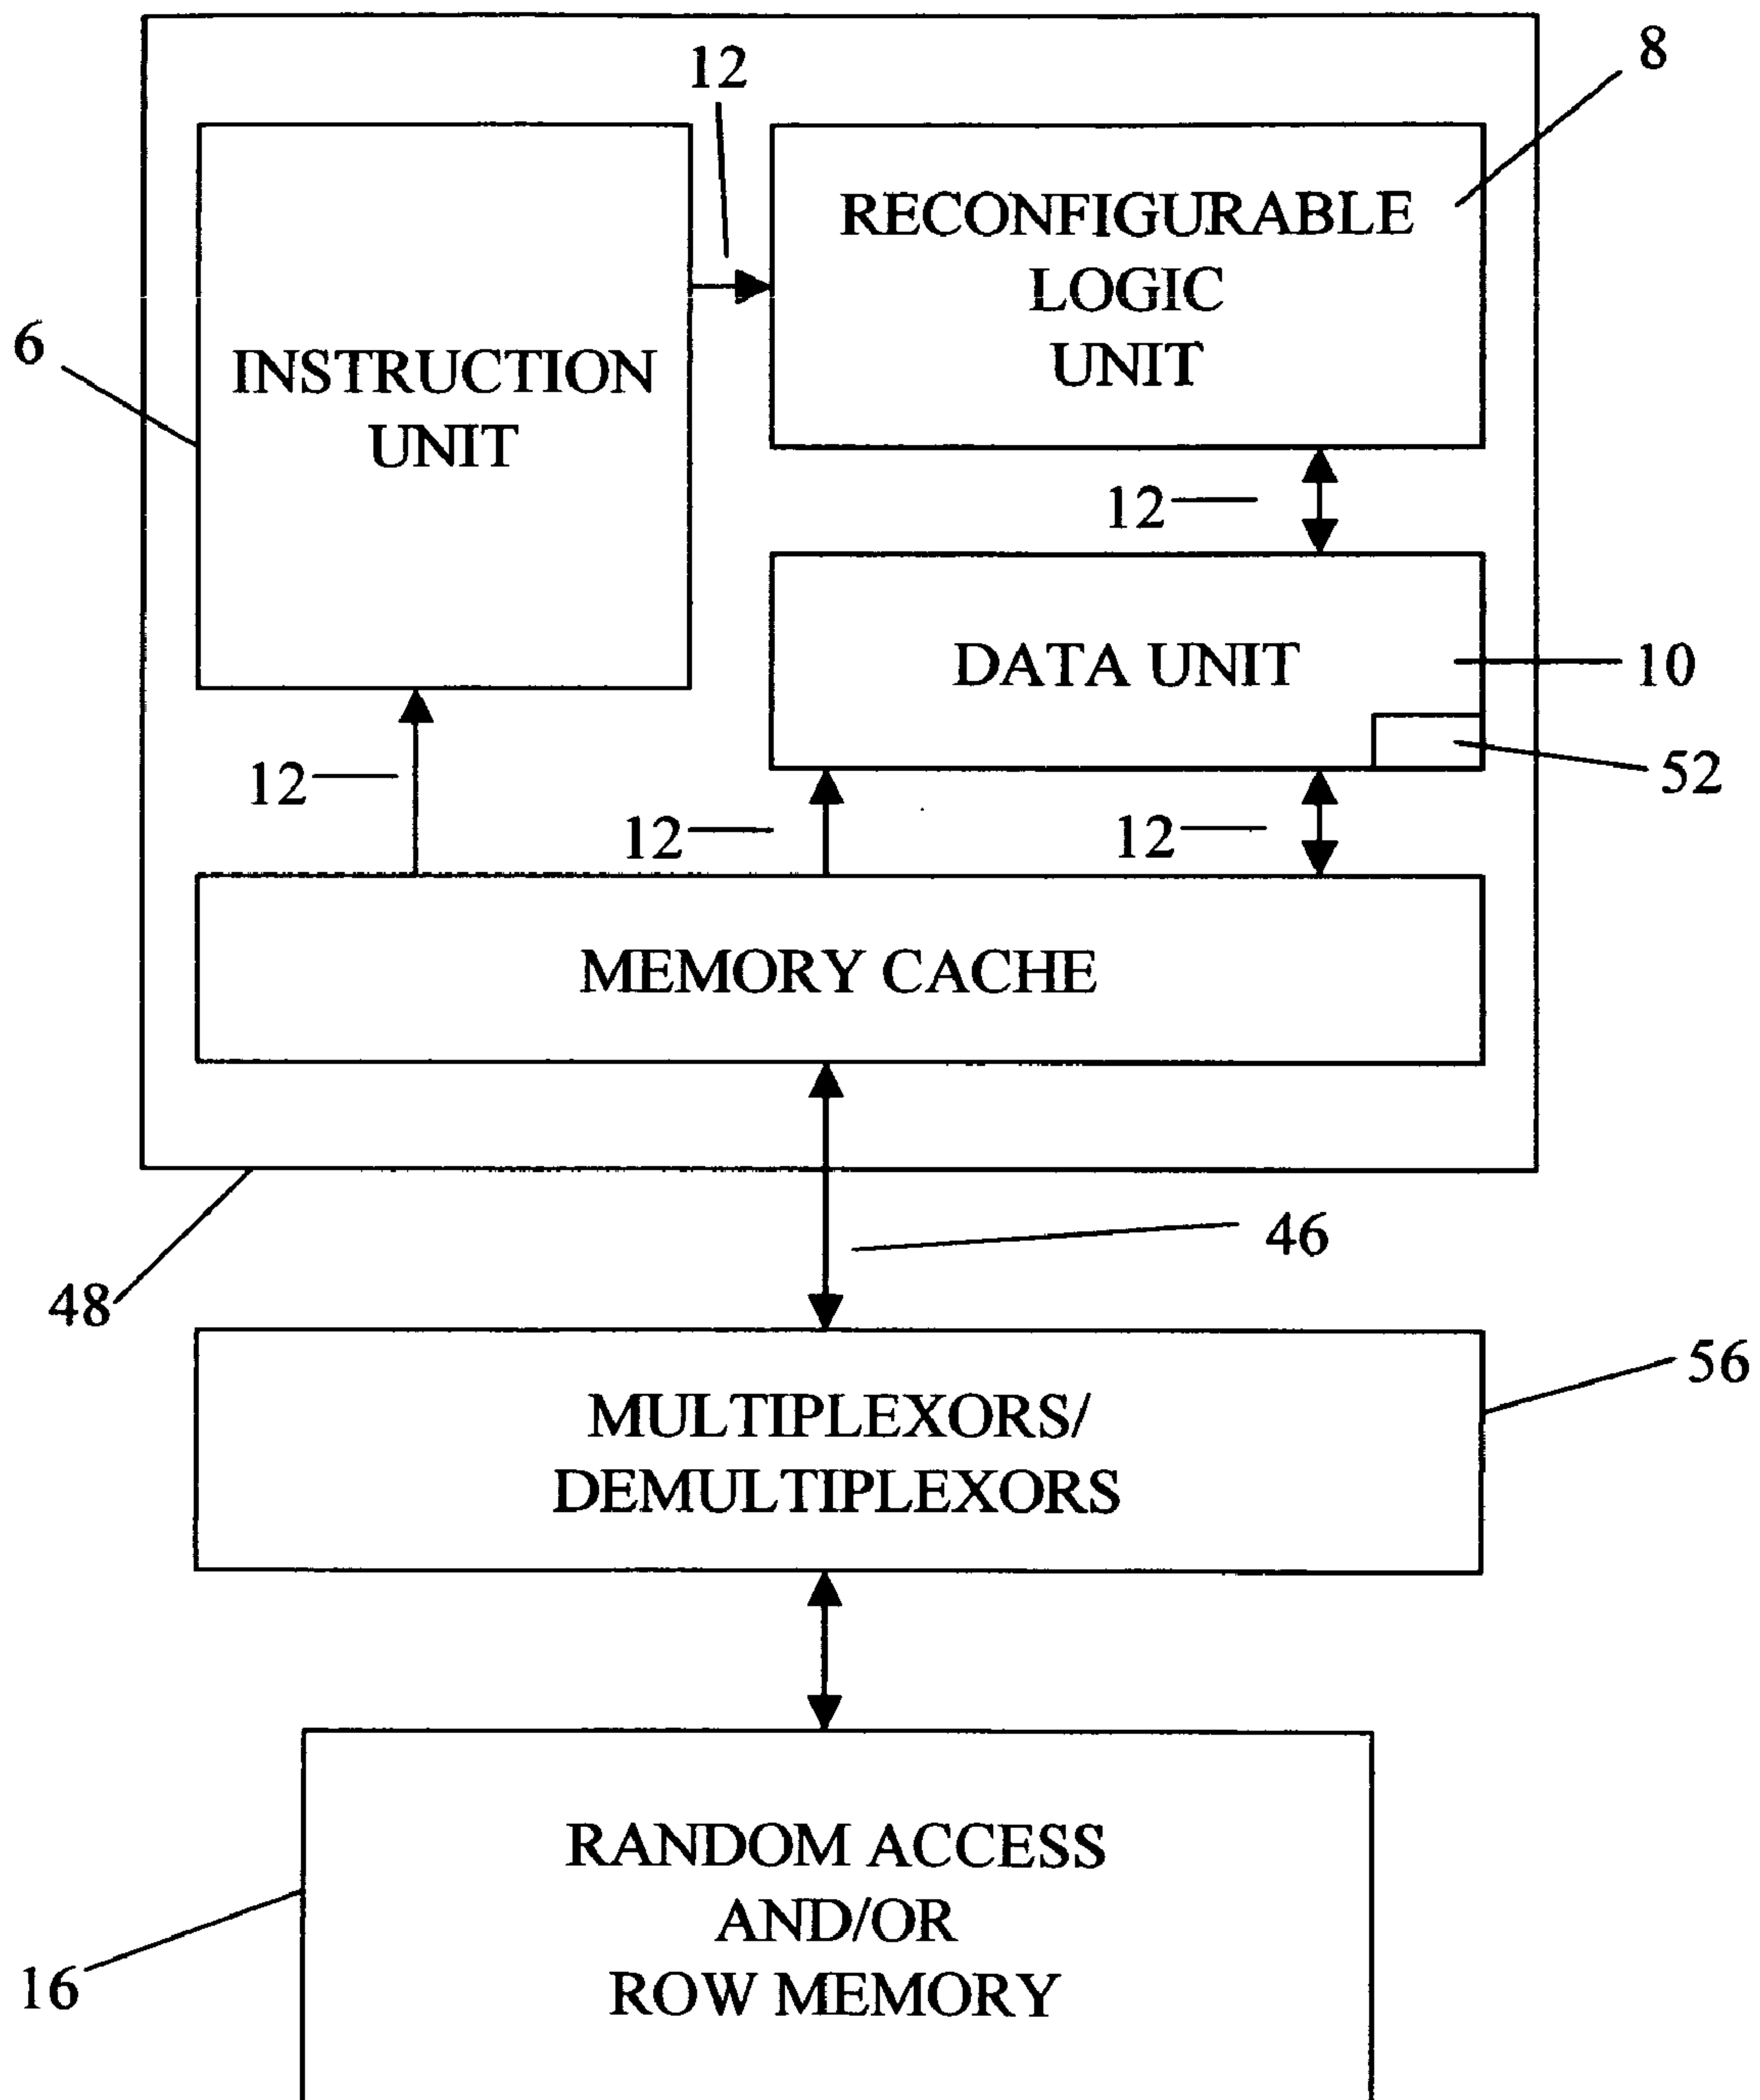 12
8
RECONFIGURABLE
LOGIC
UNIT
6
INSTRUCTION
UNIT
12
DATA UNIT
10
52
12
12
12
MEMORY CACHE
46
48
56
MULTIPLEXORS/
DEMULTIPLEXORS
RANDOM ACCESS
AND/OR
ROW MEMORY
16